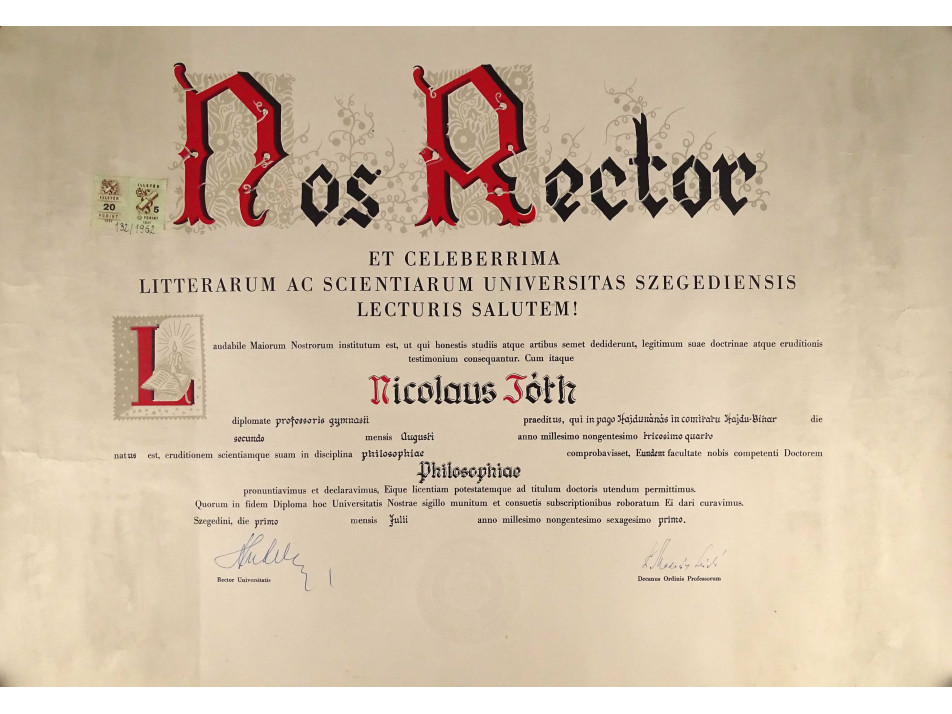 Nos Rector
ILLETÉK 20 FORINT
ILLETÉK 5 FORINT
132/1962
ET CELEBERRIMA
LITTERARUM AC SCIENTIARUM UNIVERSITAS SZEGEDIENSIS
LECTURIS SALUTEM!
Laudabile Maiorum Nostrorum institutum est, ut qui honestis studiis atque artibus semet dediderunt, legitimum suae doctrinae atque eruditionis
testimonium consequantur. Cum itaque
Nicolaus Tóth
diplomate professoris gymnasii praeditus, qui in pago Hajdunánás in comitatu Hajdu-Bihar die
secundo mensis Augusti anno millesimo nongentesimo tricesimo quarto
natus est, eruditionem scientiamque suam in disciplina philosophiae comprobavisset, Eundem facultate nobis competenti Doctorem
Philosophiae
pronuntiavimus et declaravimus, Eique licentiam potestatemque ad titulum doctoris utendum permittimus.
Quorum in fidem Diploma hoc Universitatis Nostrae sigillo munitum et consuetis subscriptionibus roboratum Ei dari curavimus.
Szegedini, die primo mensis Julii anno millesimo nongentesimo sexagesimo primo.
Rector Universitatis
Decanus Ordinis Professorum